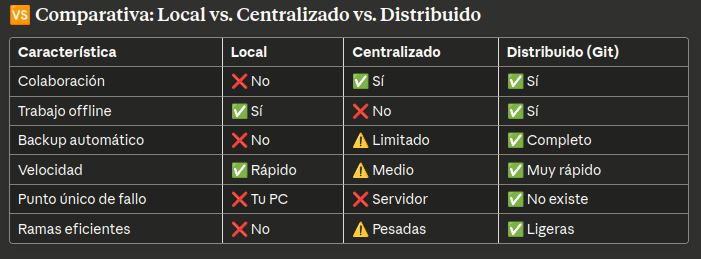 🆚 Comparativa: Local vs. Centralizado vs. Distribuido
Característica Local Centralizado Distribuido (Git)
Colaboración ❌ No ✅ Sí ✅ Sí
Trabajo offline ✅ Sí ❌ No ✅ Sí
Backup automático ❌ No ⚠️ Limitado ✅ Completo
Velocidad ✅ Rápido ⚠️ Medio ✅ Muy rápido
Punto único de fallo ❌ Tu PC ❌ Servidor ✅ No existe
Ramas eficientes ❌ No ⚠️ Pesadas ✅ Ligeras